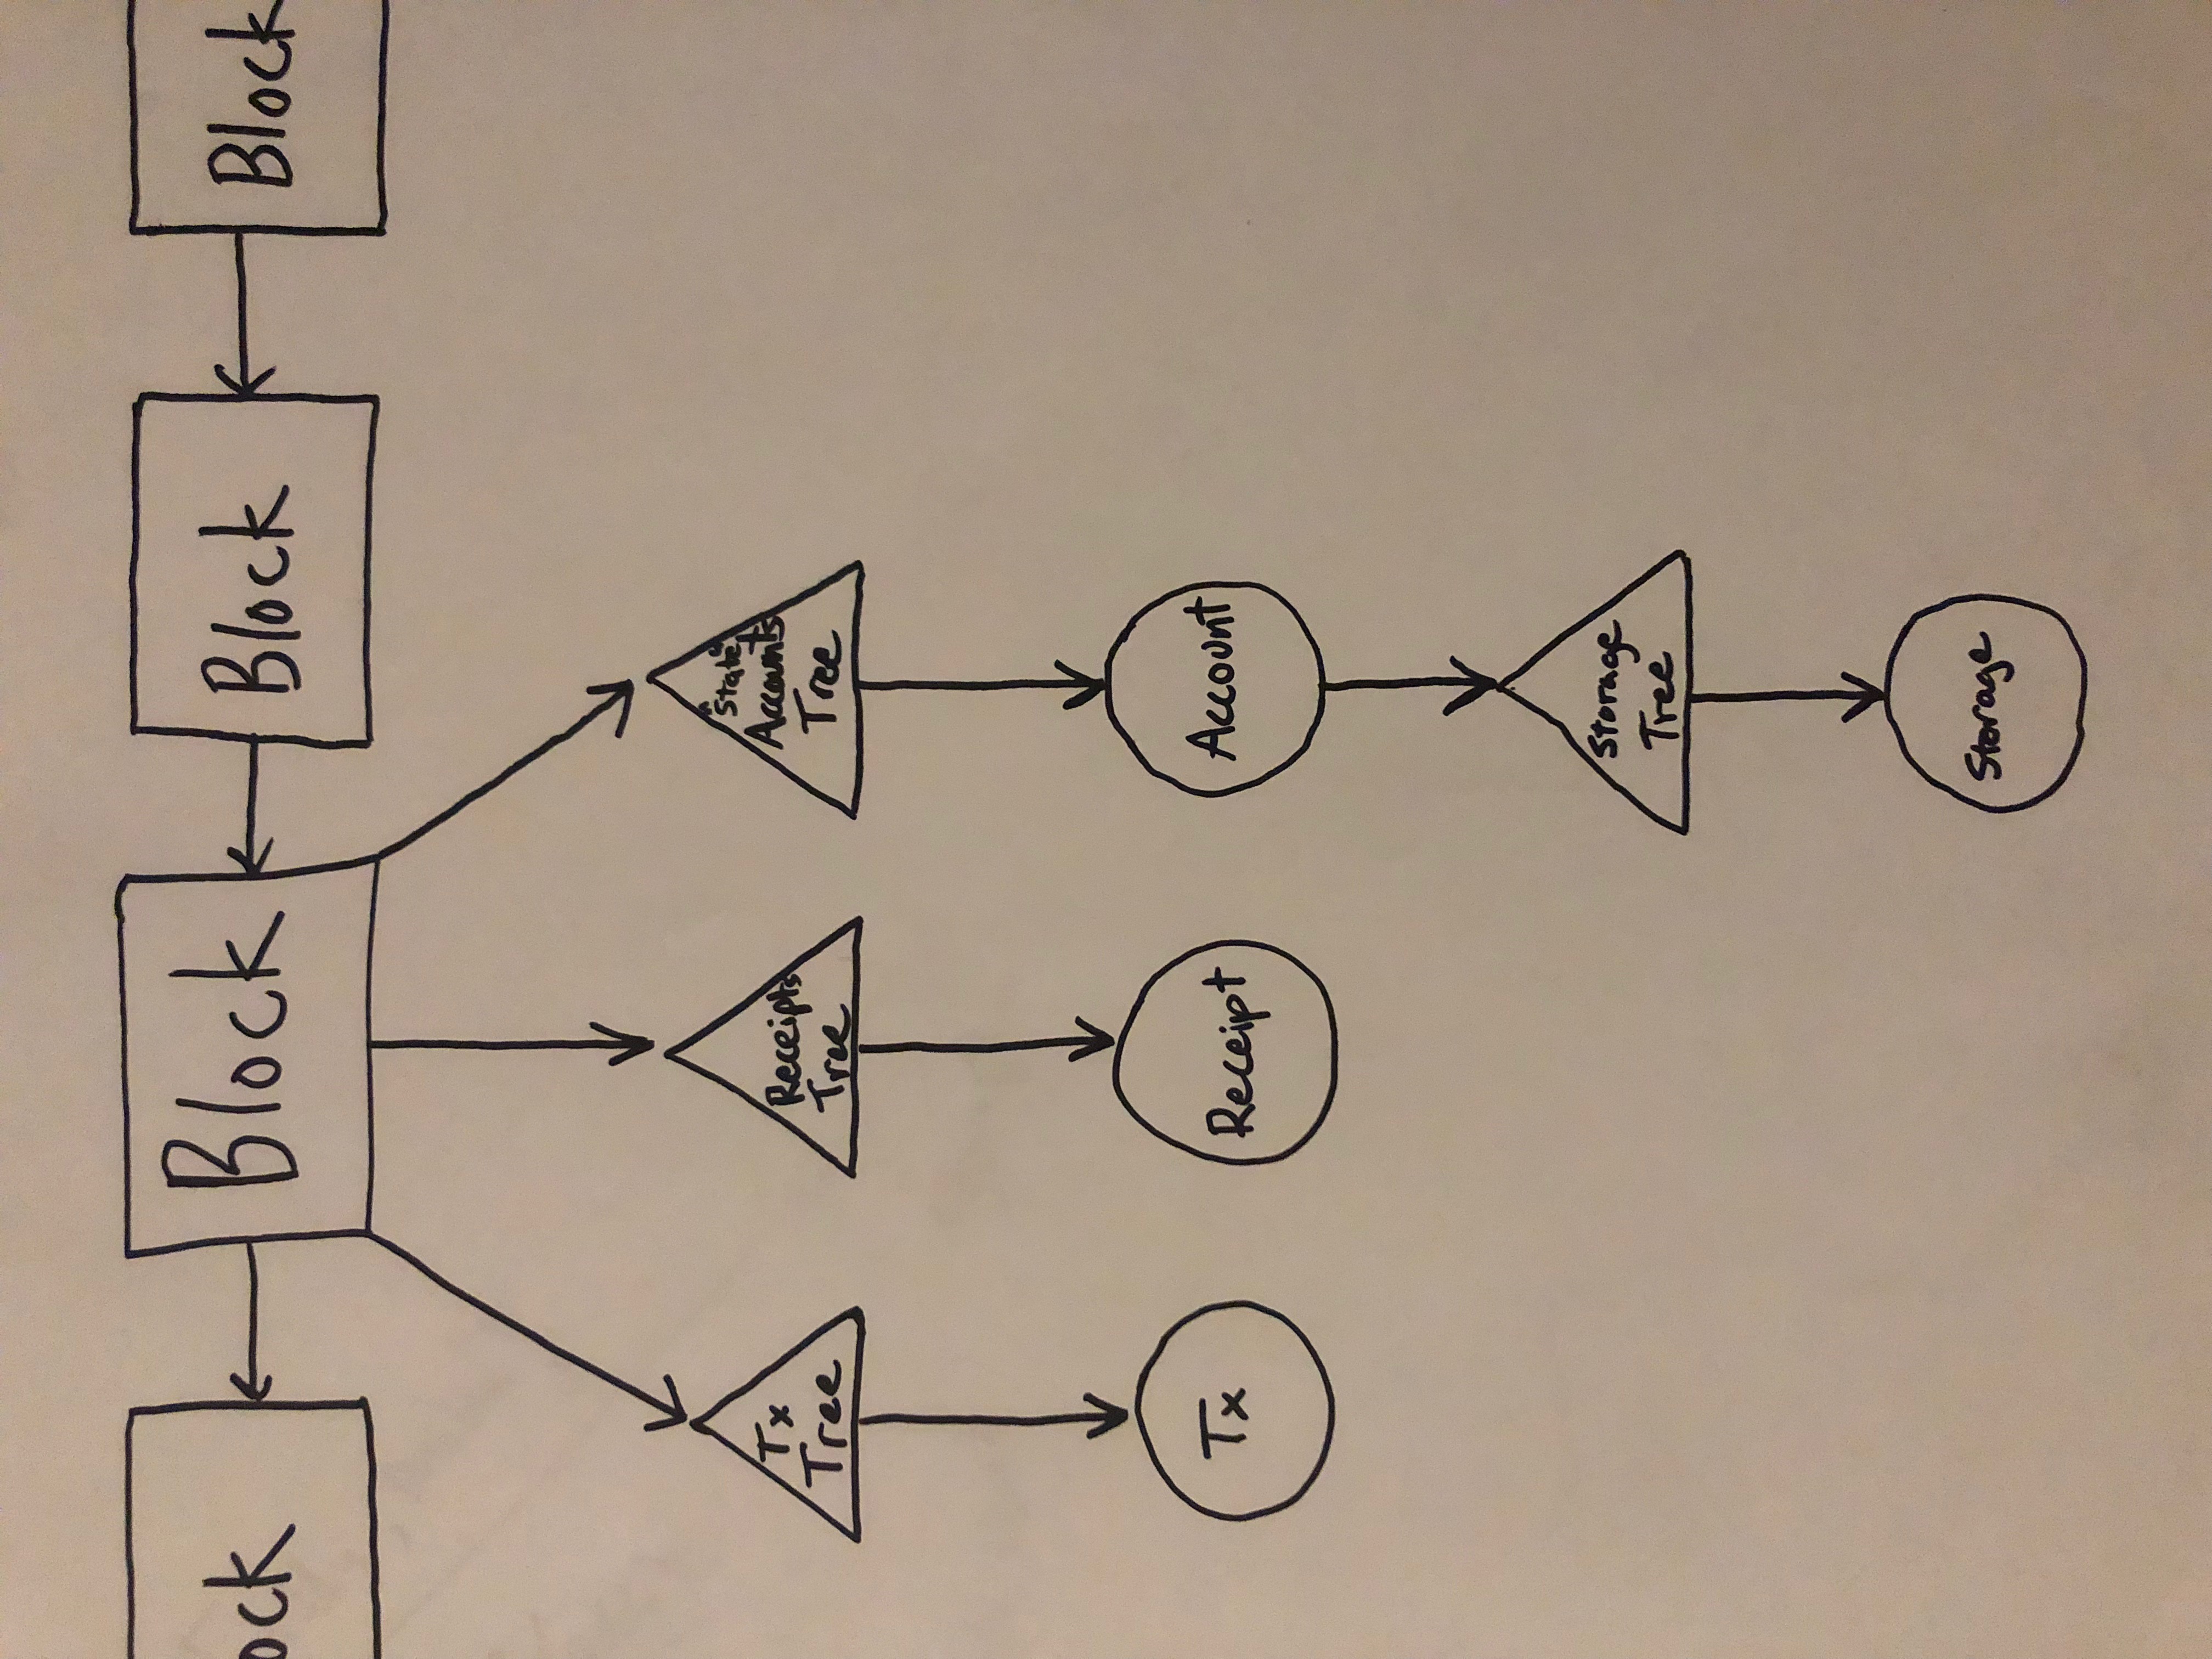 ock
Block
Block
Block
Tx
Tree
Receipts
Tree
"State"
Accounts
Tree
Tx
Receipt
Account
Storage
Tree
Storage